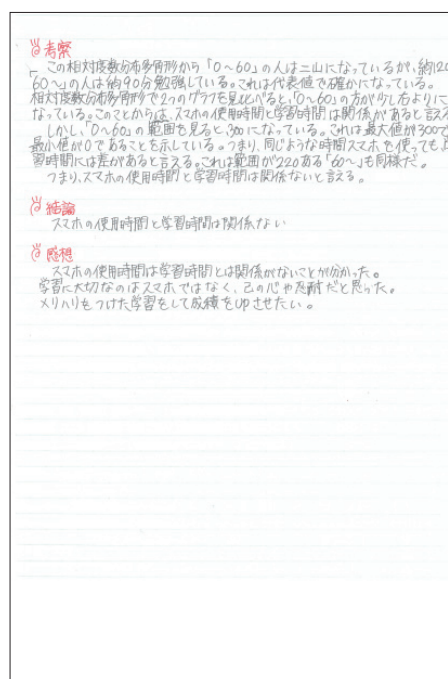 考察
この相対度数分布多角形から「0~60」の人は二山になっているが、約120
60~」の人は約90分勉強している。これは代表値で確かになっている。
相対度数分布多角形で2つのグラフを見比べると、「0~60」の方が少し右よりに
なっている。このことからは、スマホの使用時間と学習時間は関係があると言え
しかし、「0~60」の範囲を見ると、300になっている。これは最大値が300で
最小値が0であることを示している。つまり、同じような時間スマホを使っても、
習時間には差があると言える。これは範囲が220ある「60~」も同様だ。
つまり、スマホの使用時間と学習時間は関係ないと言える。
結論
スマホの使用時間と学習時間は関係ない
感想
スマホの使用時間は学習時間とは関係がないことが分かった。
学習に大切なのはスマホではなく、己の心や忍耐だと思った。
メリハリをつけた学習をして成績をUPさせたい。